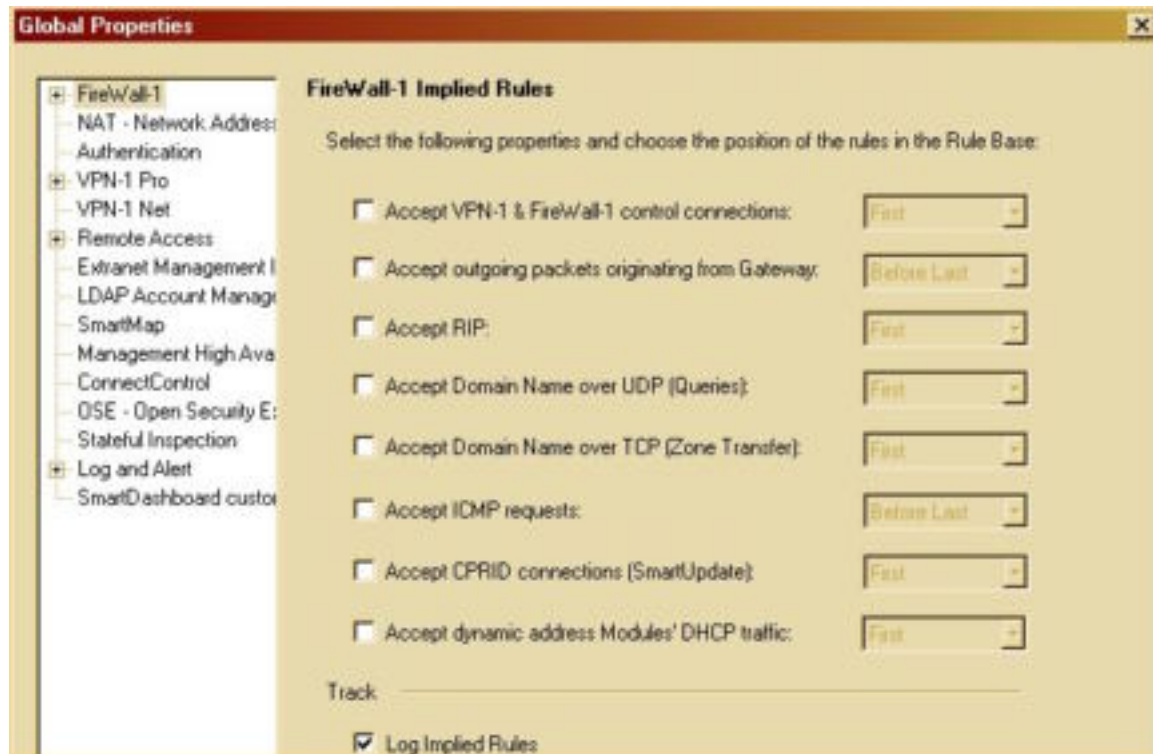 Global Properties
FireWall-1
NAT - Network Address
Authentication
VPN-1 Pro
VPN-1 Net
Remote Access
Extranet Management I
LDAP Account Manage
SmartMap
Management High Ava
ConnectControl
OSE - Open Security E:
Stateful Inspection
Log and Alert
SmartDashboard custor
FireWall-1 Implied Rules
Select the following properties and choose the position of the rules in the Rule Base:
Accept VPN-1 & FireWall-1 control connections: First
Accept outgoing packets originating from Gateway: Before Last
Accept RIP: First
Accept Domain Name over UDP (Queries): First
Accept Domain Name over TCP (Zone Transfer): First
Accept ICMP requests: Before Last
Accept CPRID connections (SmartUpdate): First
Accept dynamic address Modules' DHCP traffic: First
Track
Log Implied Rules